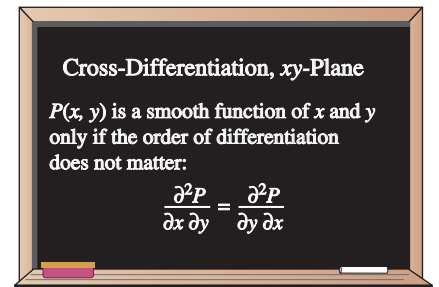 Cross-Differentiation, xy-Plane
P(x, y) is a smooth function of x and y
only if the order of differentiation
does not matter:
∂²P/∂x ∂y = ∂²P/∂y ∂x